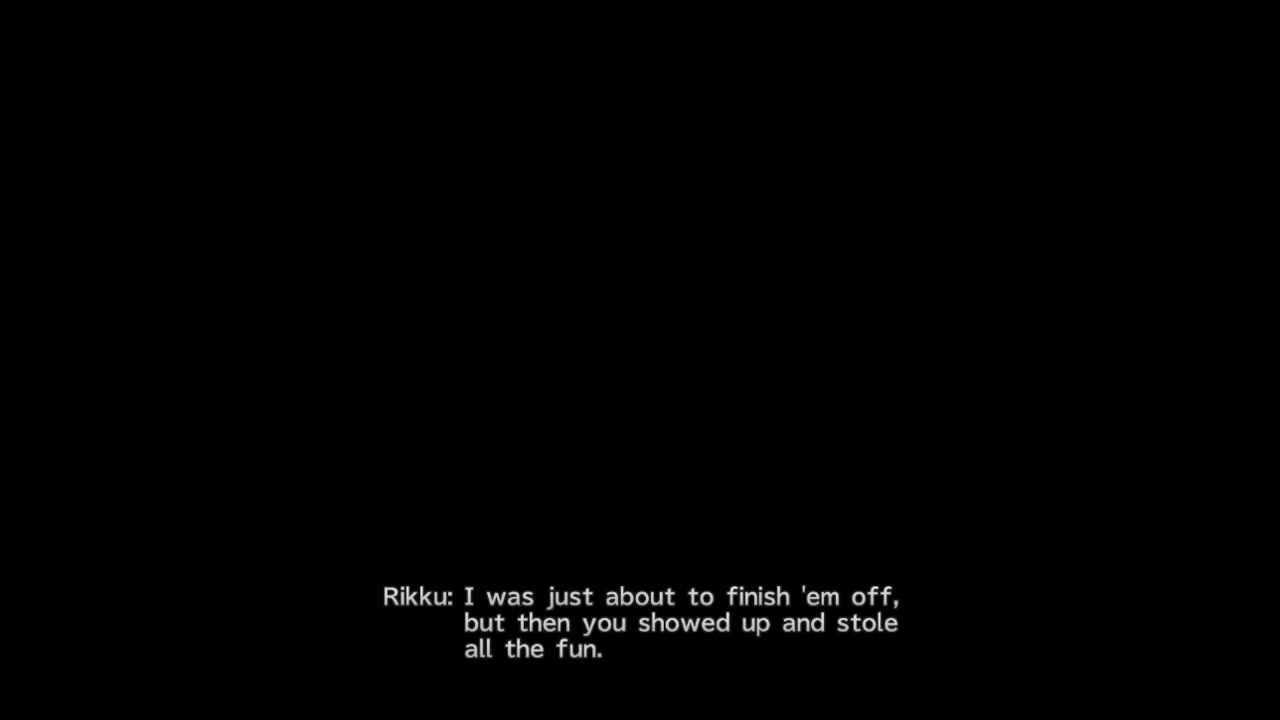 Rikku: I was just about to finish 'em off,
but then you showed up and stole
all the fun.